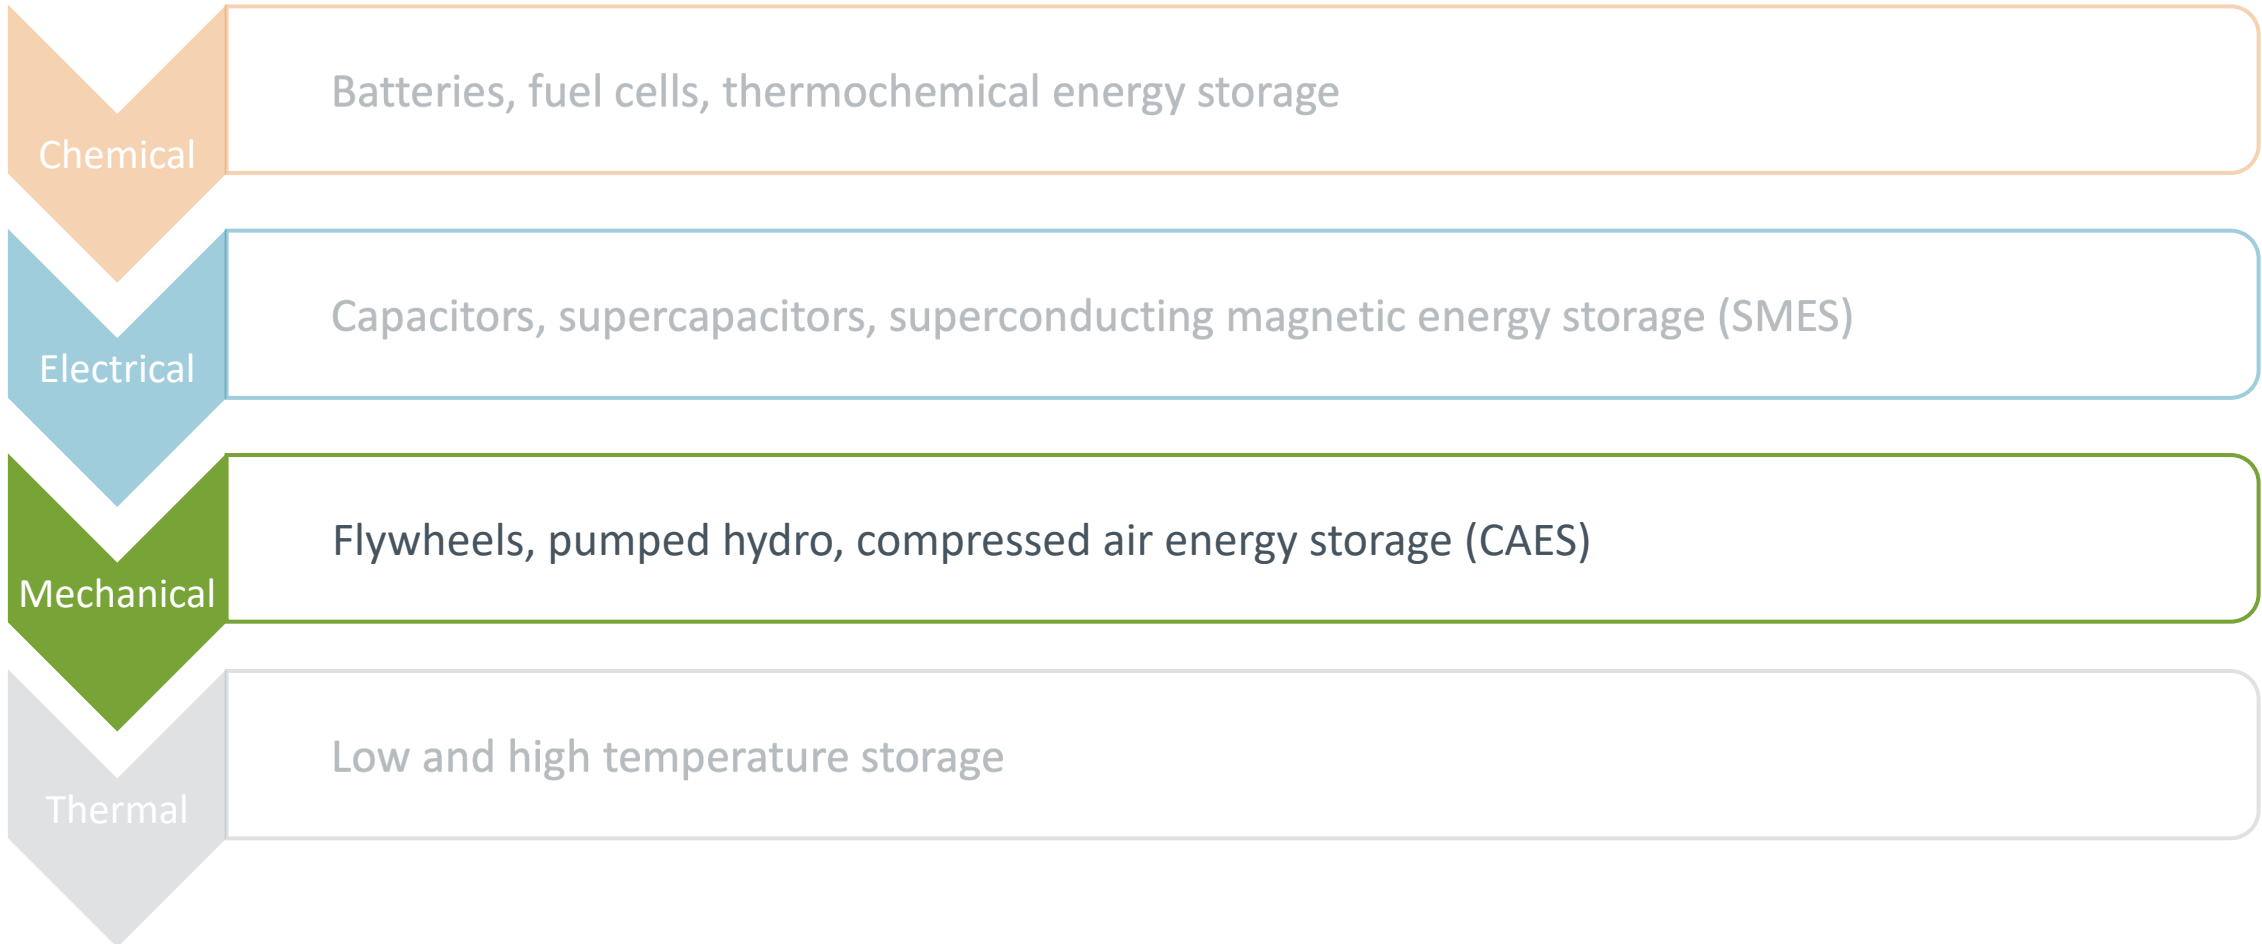 Batteries, fuel cells, thermochemical energy storage
Chemical
Capacitors, supercapacitors, superconducting magnetic energy storage (SMES)
Electrical
Flywheels, pumped hydro, compressed air energy storage (CAES)
Mechanical
Low and high temperature storage
Thermal